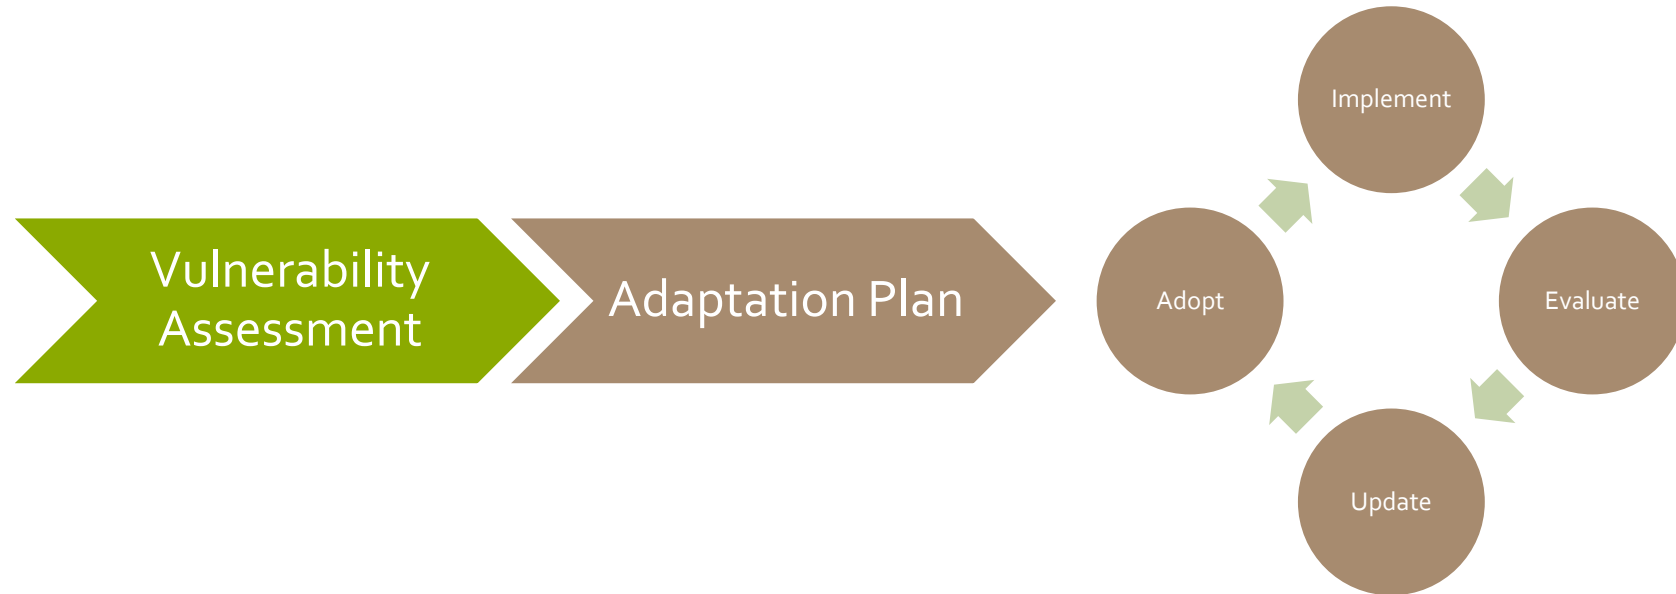 Vulnerability
Assessment
Adaptation Plan
Implement
Adopt
Evaluate
Update